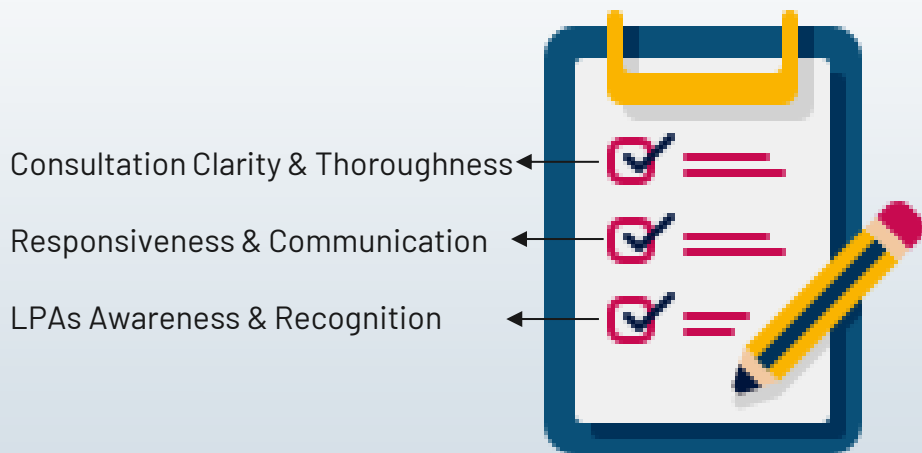 Consultation Clarity & Thoroughness
Responsiveness & Communication
LPAs Awareness & Recognition